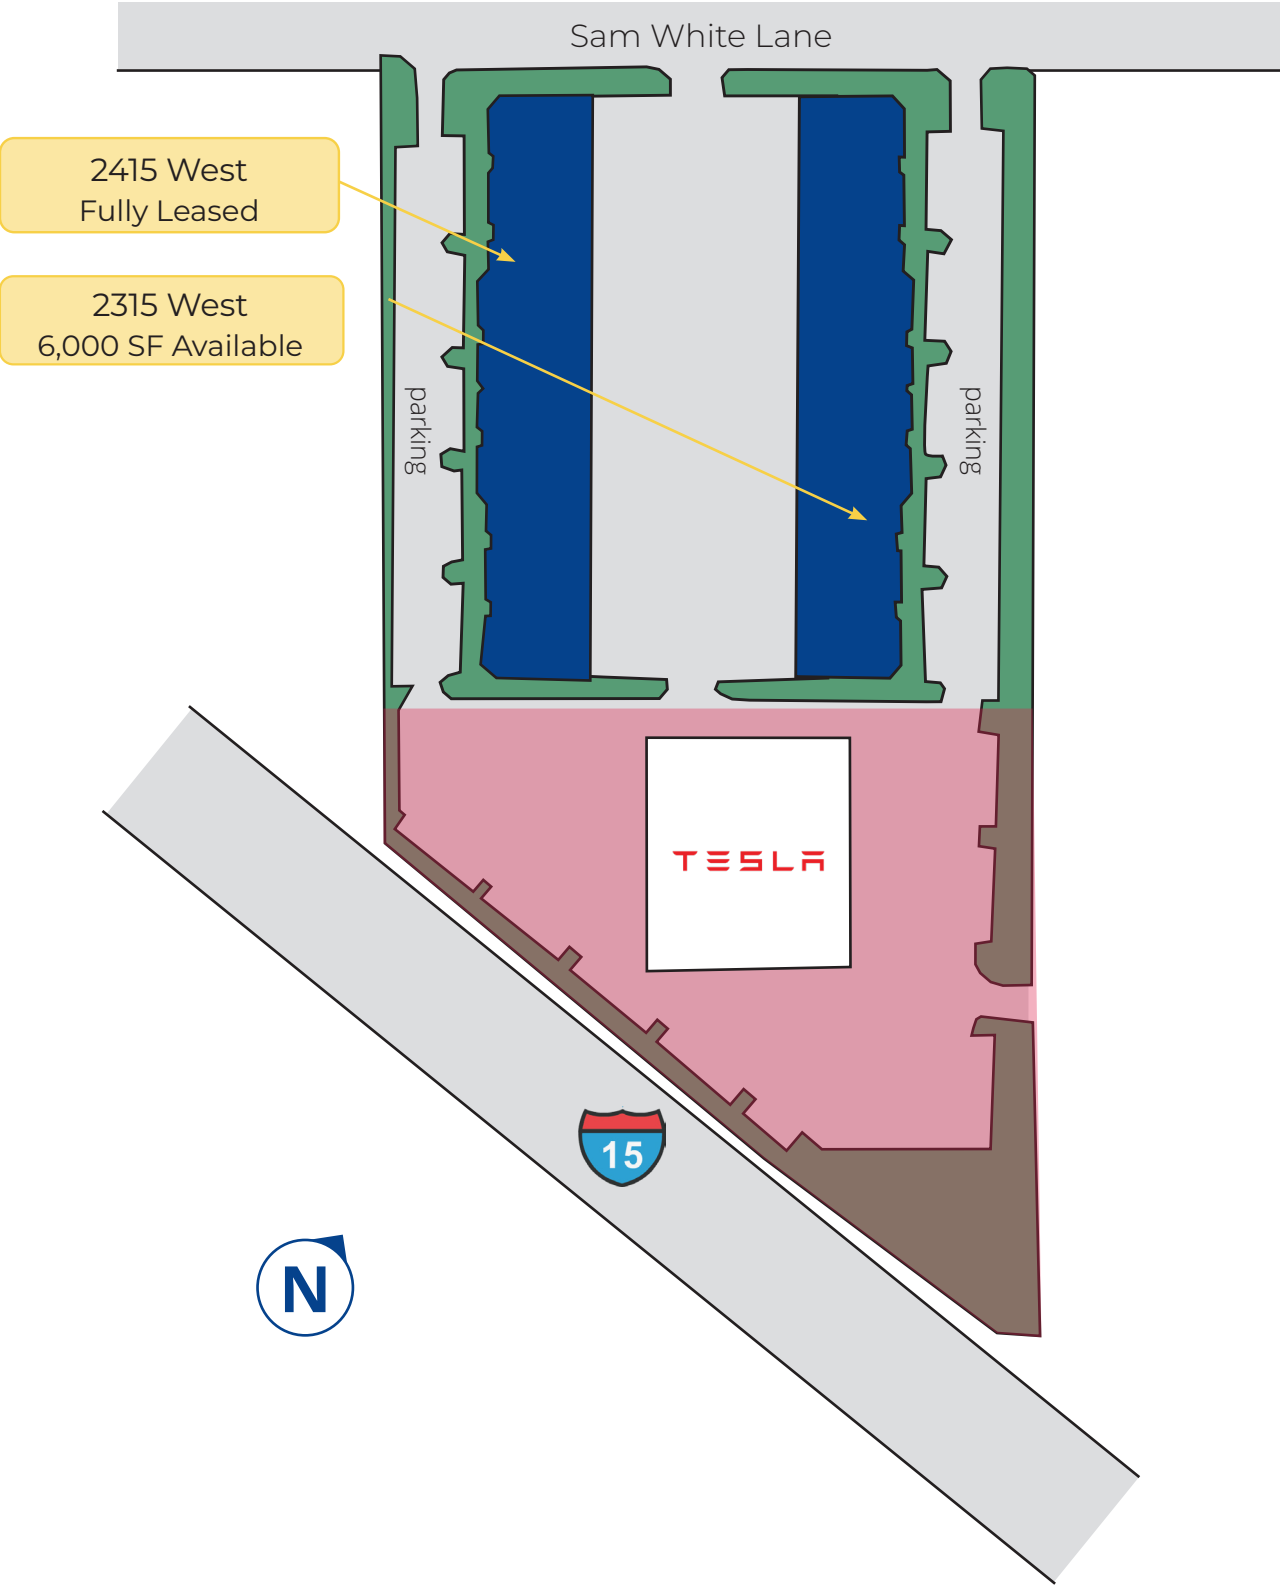 Sam White Lane
2415 West
Fully Leased
2315 West
6,000 SF Available
parking
parking
TESLA
15
N